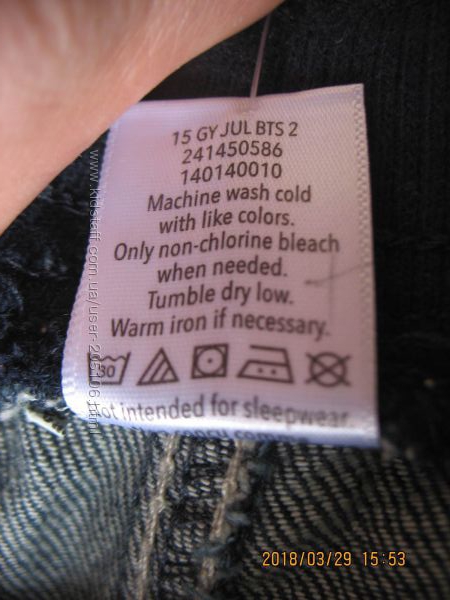 15 GY JUL BTS 2
241450586
140140010
Machine wash cold
with like colors.
Only non-chlorine bleach
when needed.
Tumble dry low.
Warm iron if necessary.
30
ot intended for sleepwear.
2018/03/29 15:53